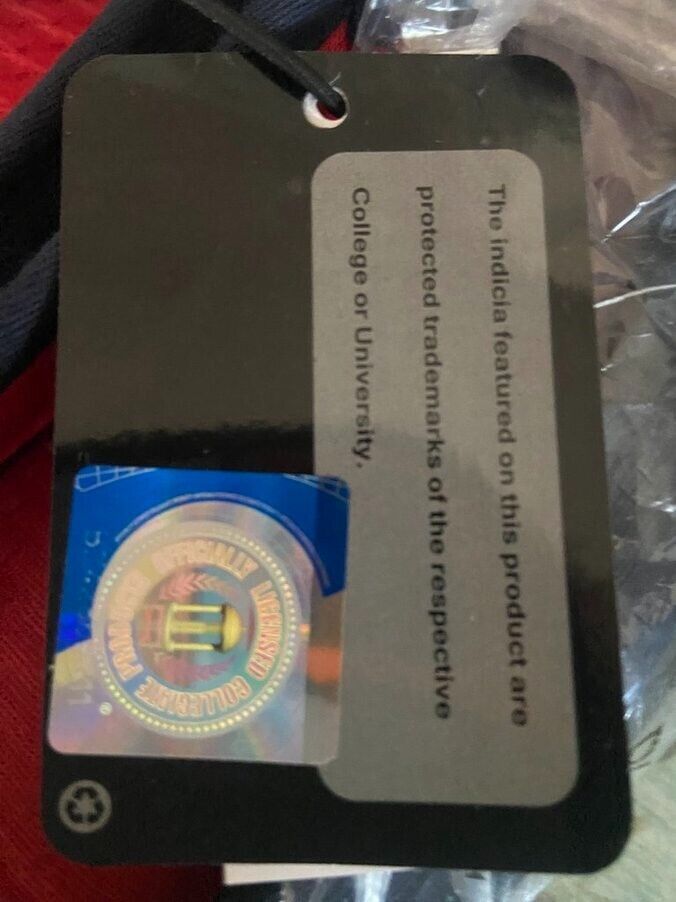 The indicia featured on this product are
protected trademarks of the respective
College or University.
OFFICIALLY LICENSED COLLEGIATE PRODUCTS
®